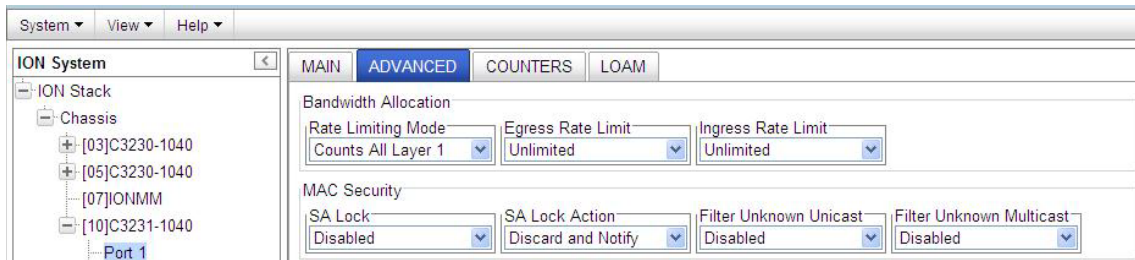 System View Help
ION System
ION Stack
Chassis
[03]C3230-1040
[05]C3230-1040
[07]IONMM
[10]C3231-1040
Port 1
MAIN ADVANCED COUNTERS LOAM
Bandwidth Allocation
Rate Limiting Mode Egress Rate Limit Ingress Rate Limit
Counts All Layer 1 Unlimited Unlimited
MAC Security
SA Lock SA Lock Action Filter Unknown Unicast Filter Unknown Multicast
Disabled Discard and Notify Disabled Disabled